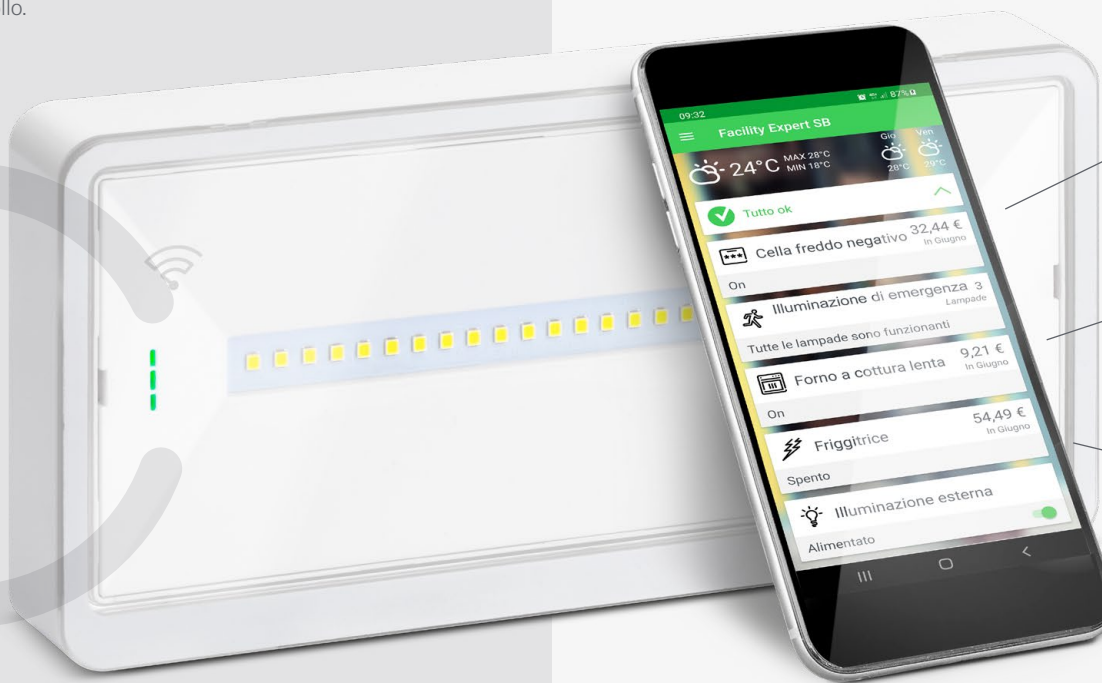 llo.
09:32
87%
Facility Expert SB
24°C
MAX 28°C
MIN 18°C
Gio
28°C
Ven
29°C
Tutto ok
Cella freddo negativo
32,44 €
In Giugno
On
Illuminazione di emergenza
3
Lampade
Tutte le lampade sono funzionanti
Forno a cottura lenta
9,21 €
In Giugno
On
Friggitrice
54,49 €
In Giugno
Spento
Illuminazione esterna
Alimentato